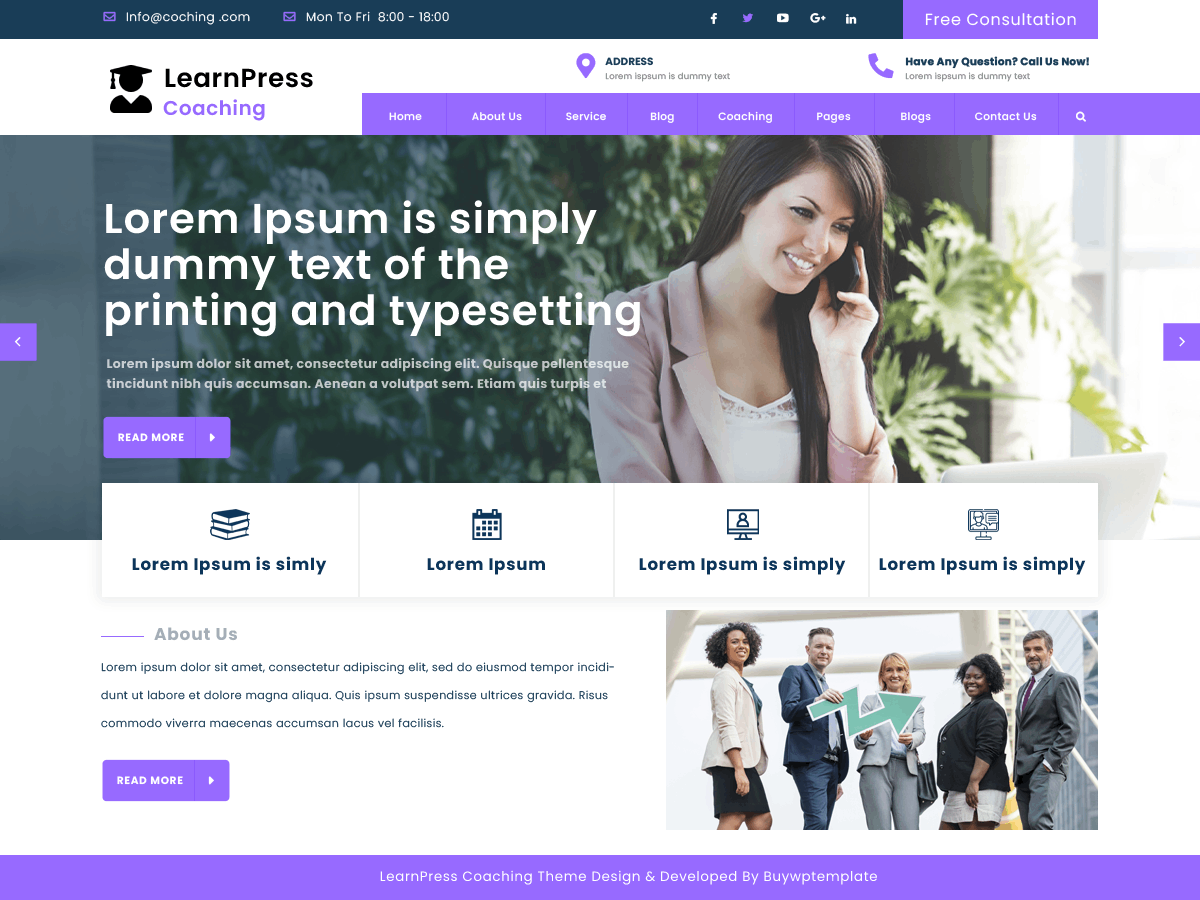 Info@coching .com
Mon To Fri 8:00 - 18:00
Free Consultation
LearnPress
Coaching
ADDRESS
Lorem ispsum is dummy text
Have Any Question? Call Us Now!
Lorem ispsum is dummy text
Home About Us Service Blog Coaching Pages Blogs Contact Us
Lorem Ipsum is simply
dummy text of the
printing and typesetting
Lorem ipsum dolor sit amet, consectetur adipiscing elit. Quisque pellentesque
tincidunt nibh quis accumsan. Aenean a volutpat sem. Etiam quis turpis et
READ MORE
Lorem Ipsum is simly
Lorem Ipsum
Lorem Ipsum is simply
Lorem Ipsum is simply
About Us
Lorem ipsum dolor sit amet, consectetur adipiscing elit, sed do eiusmod tempor incidi-
dunt ut labore et dolore magna aliqua. Quis ipsum suspendisse ultrices gravida. Risus
commodo viverra maecenas accumsan lacus vel facilisis.
READ MORE
LearnPress Coaching Theme Design & Developed By Buywptemplate